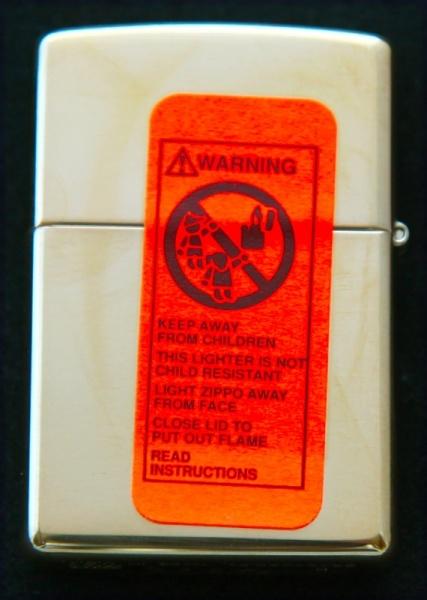 WARNING
KEEP AWAY
FROM CHILDREN
THIS LIGHTER IS NOT
CHILD RESISTANT
LIGHT ZIPPO AWAY
FROM FACE
CLOSE LID TO
PUT OUT FLAME
READ
INSTRUCTIONS